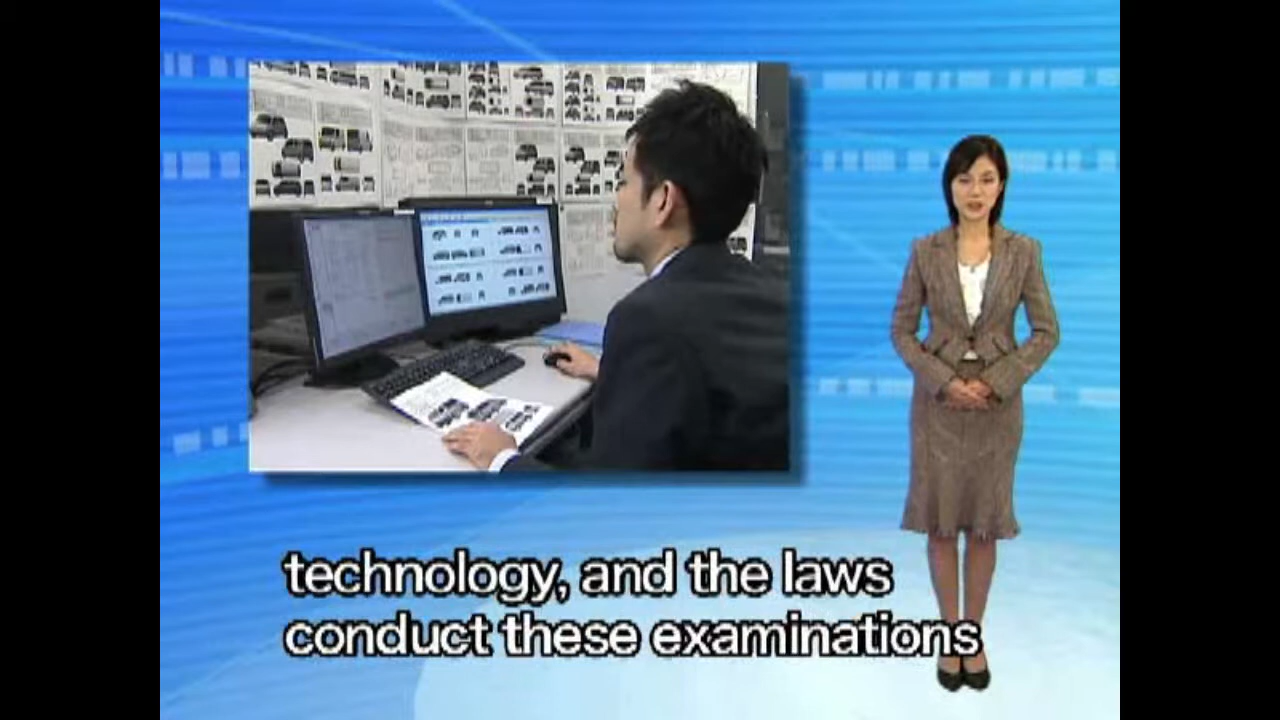 technology, and the laws
conduct these examinations